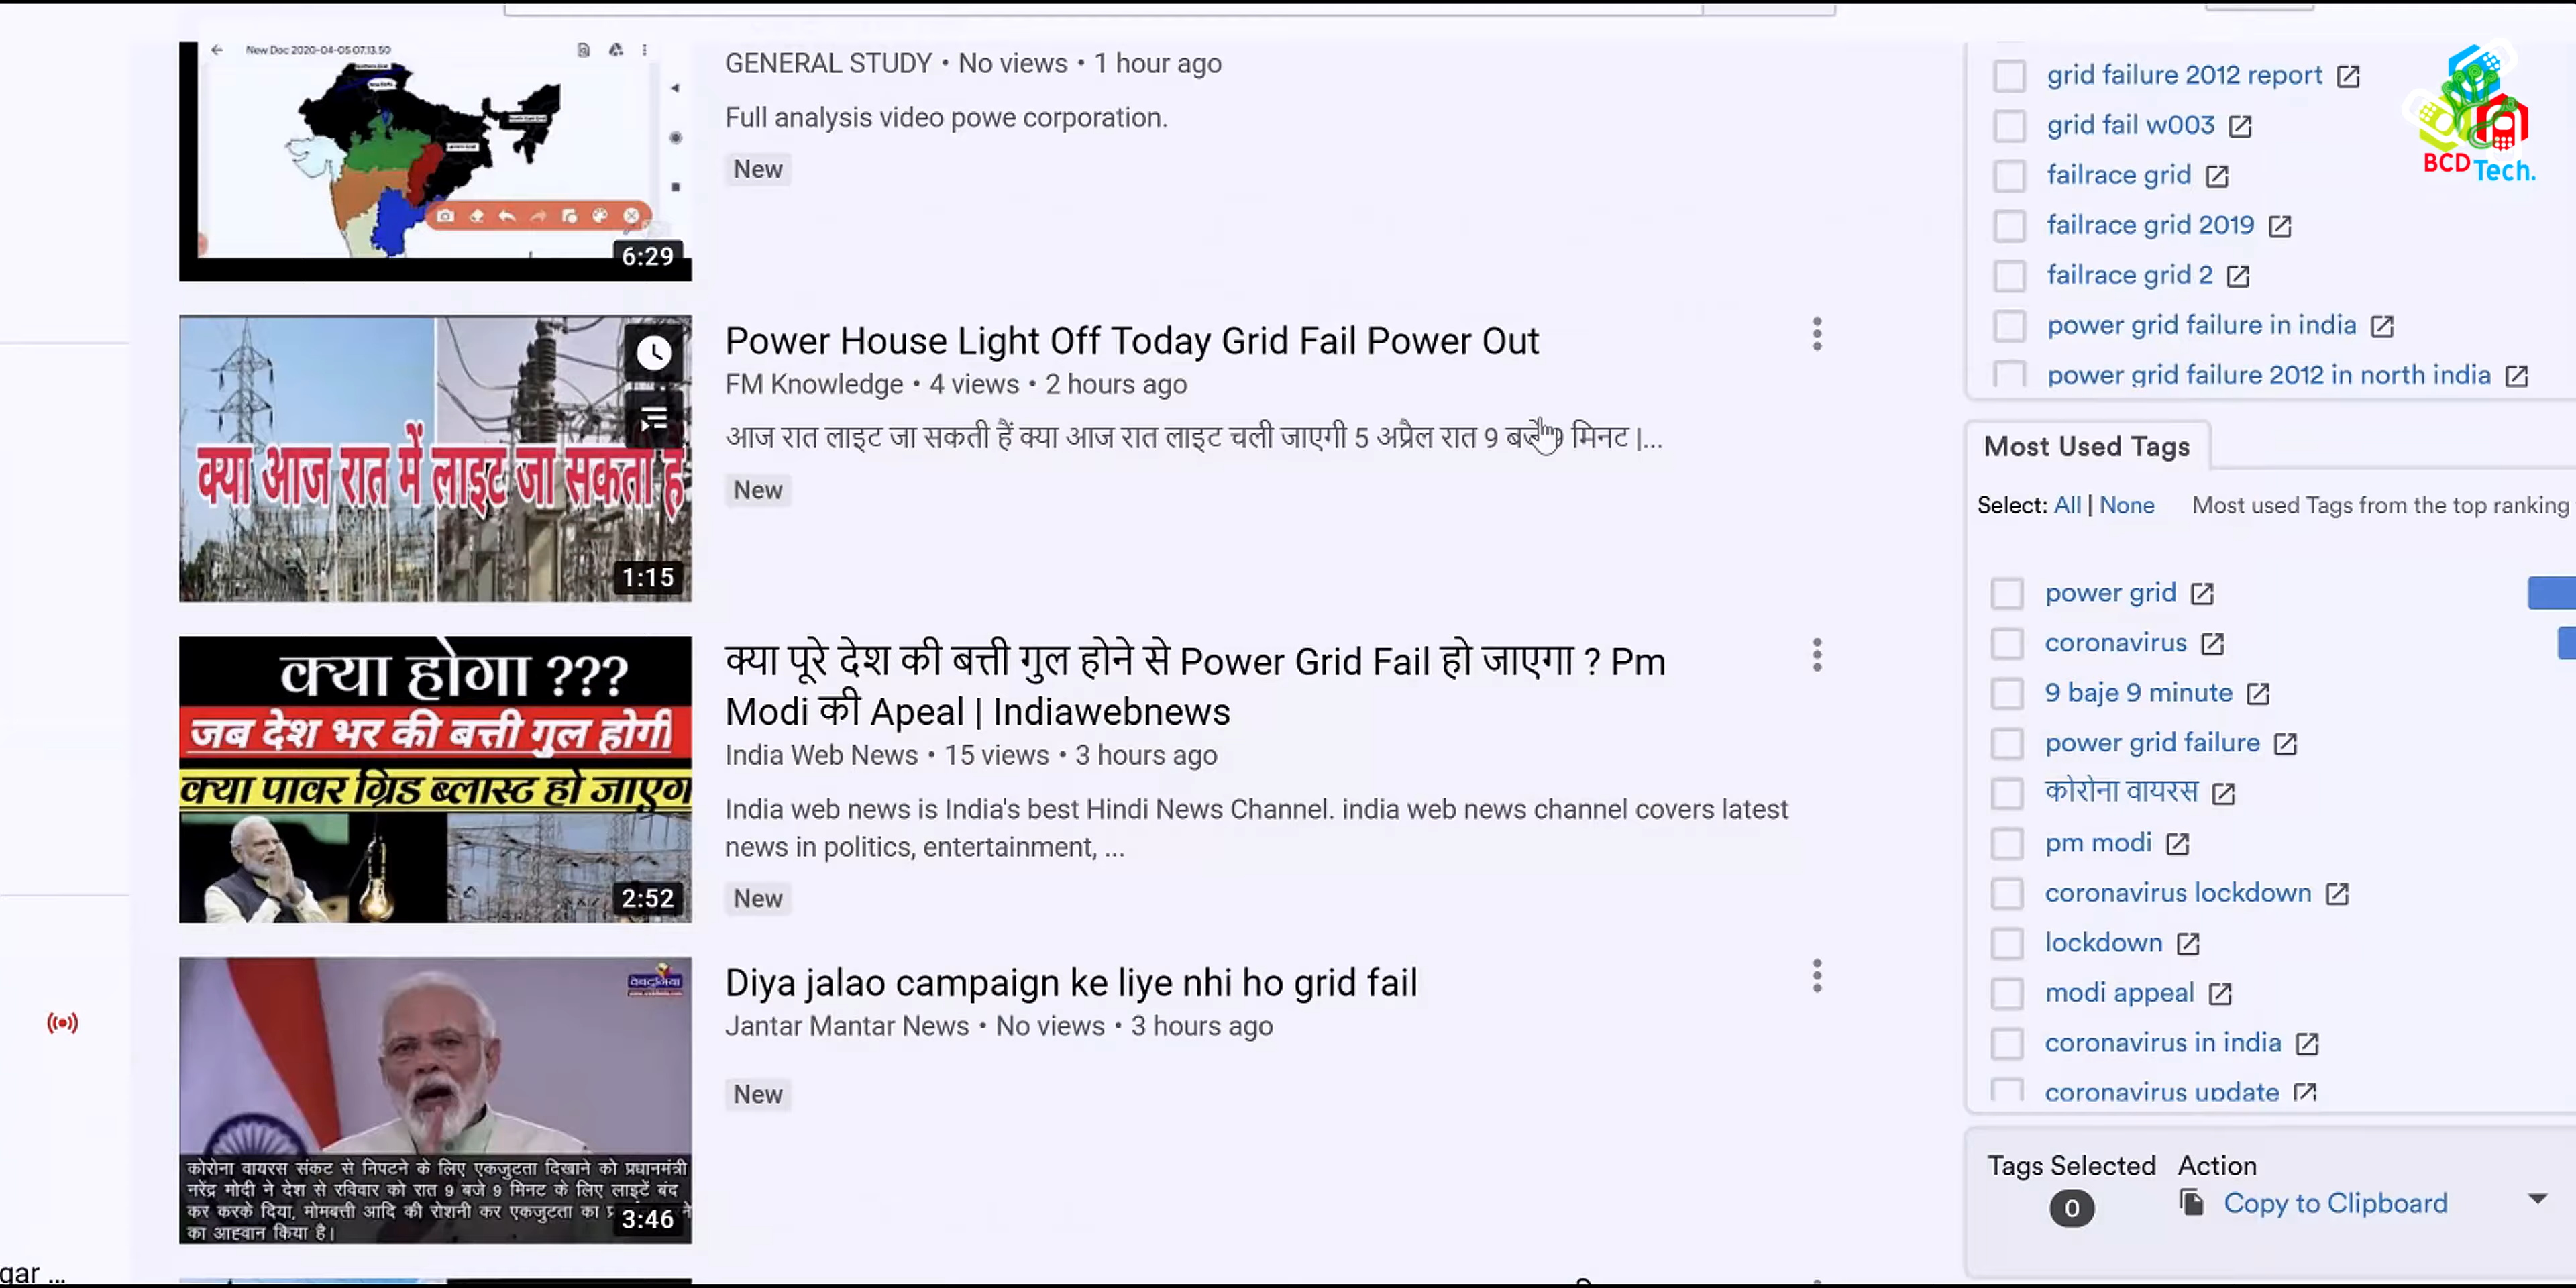 New Doc 2020-04-05 07.13.50
6:29
GENERAL STUDY • No views • 1 hour ago
Full analysis video powe corporation.
New
क्या आज रात में लाइट जा सकता है
1:15
Power House Light Off Today Grid Fail Power Out
FM Knowledge • 4 views • 2 hours ago
आज रात लाइट जा सकती हैं क्या आज रात लाइट चली जाएगी 5 अप्रैल रात 9 बजे 9 मिनट |...
New
क्या होगा ???
जब देश भर की बत्ती गुल होगी
क्या पावर ग्रिड ब्लास्ट हो जाएग
2:52
क्या पूरे देश की बत्ती गुल होने से Power Grid Fail हो जाएगा ? Pm
Modi की Apeal | Indiawebnews
India Web News • 15 views • 3 hours ago
India web news is India's best Hindi News Channel. india web news channel covers latest
news in politics, entertainment, ...
New
वेबदुनिया
कोरोना वायरस संकट से निपटने के लिए एकजुटता दिखाने को प्रधानमंत्री
नरेंद्र मोदी ने देश से रविवार को रात 9 बजे 9 मिनट के लिए लाइटें बंद
कर करके दिया, मोमबत्ती आदि की रोशनी कर एकजुटता का
का आह्वान किया है।
3:46
Diya jalao campaign ke liye nhi ho grid fail
Jantar Mantar News • No views • 3 hours ago
New
gar ...
grid failure 2012 report
grid fail w003
failrace grid
failrace grid 2019
failrace grid 2
power grid failure in india
power grid failure 2012 in north india
BCD Tech.
Most Used Tags
Select: All | None Most used Tags from the top ranking
power grid
coronavirus
9 baje 9 minute
power grid failure
कोरोना वायरस
pm modi
coronavirus lockdown
lockdown
modi appeal
coronavirus in india
coronavirus update
Tags Selected Action
0 Copy to Clipboard